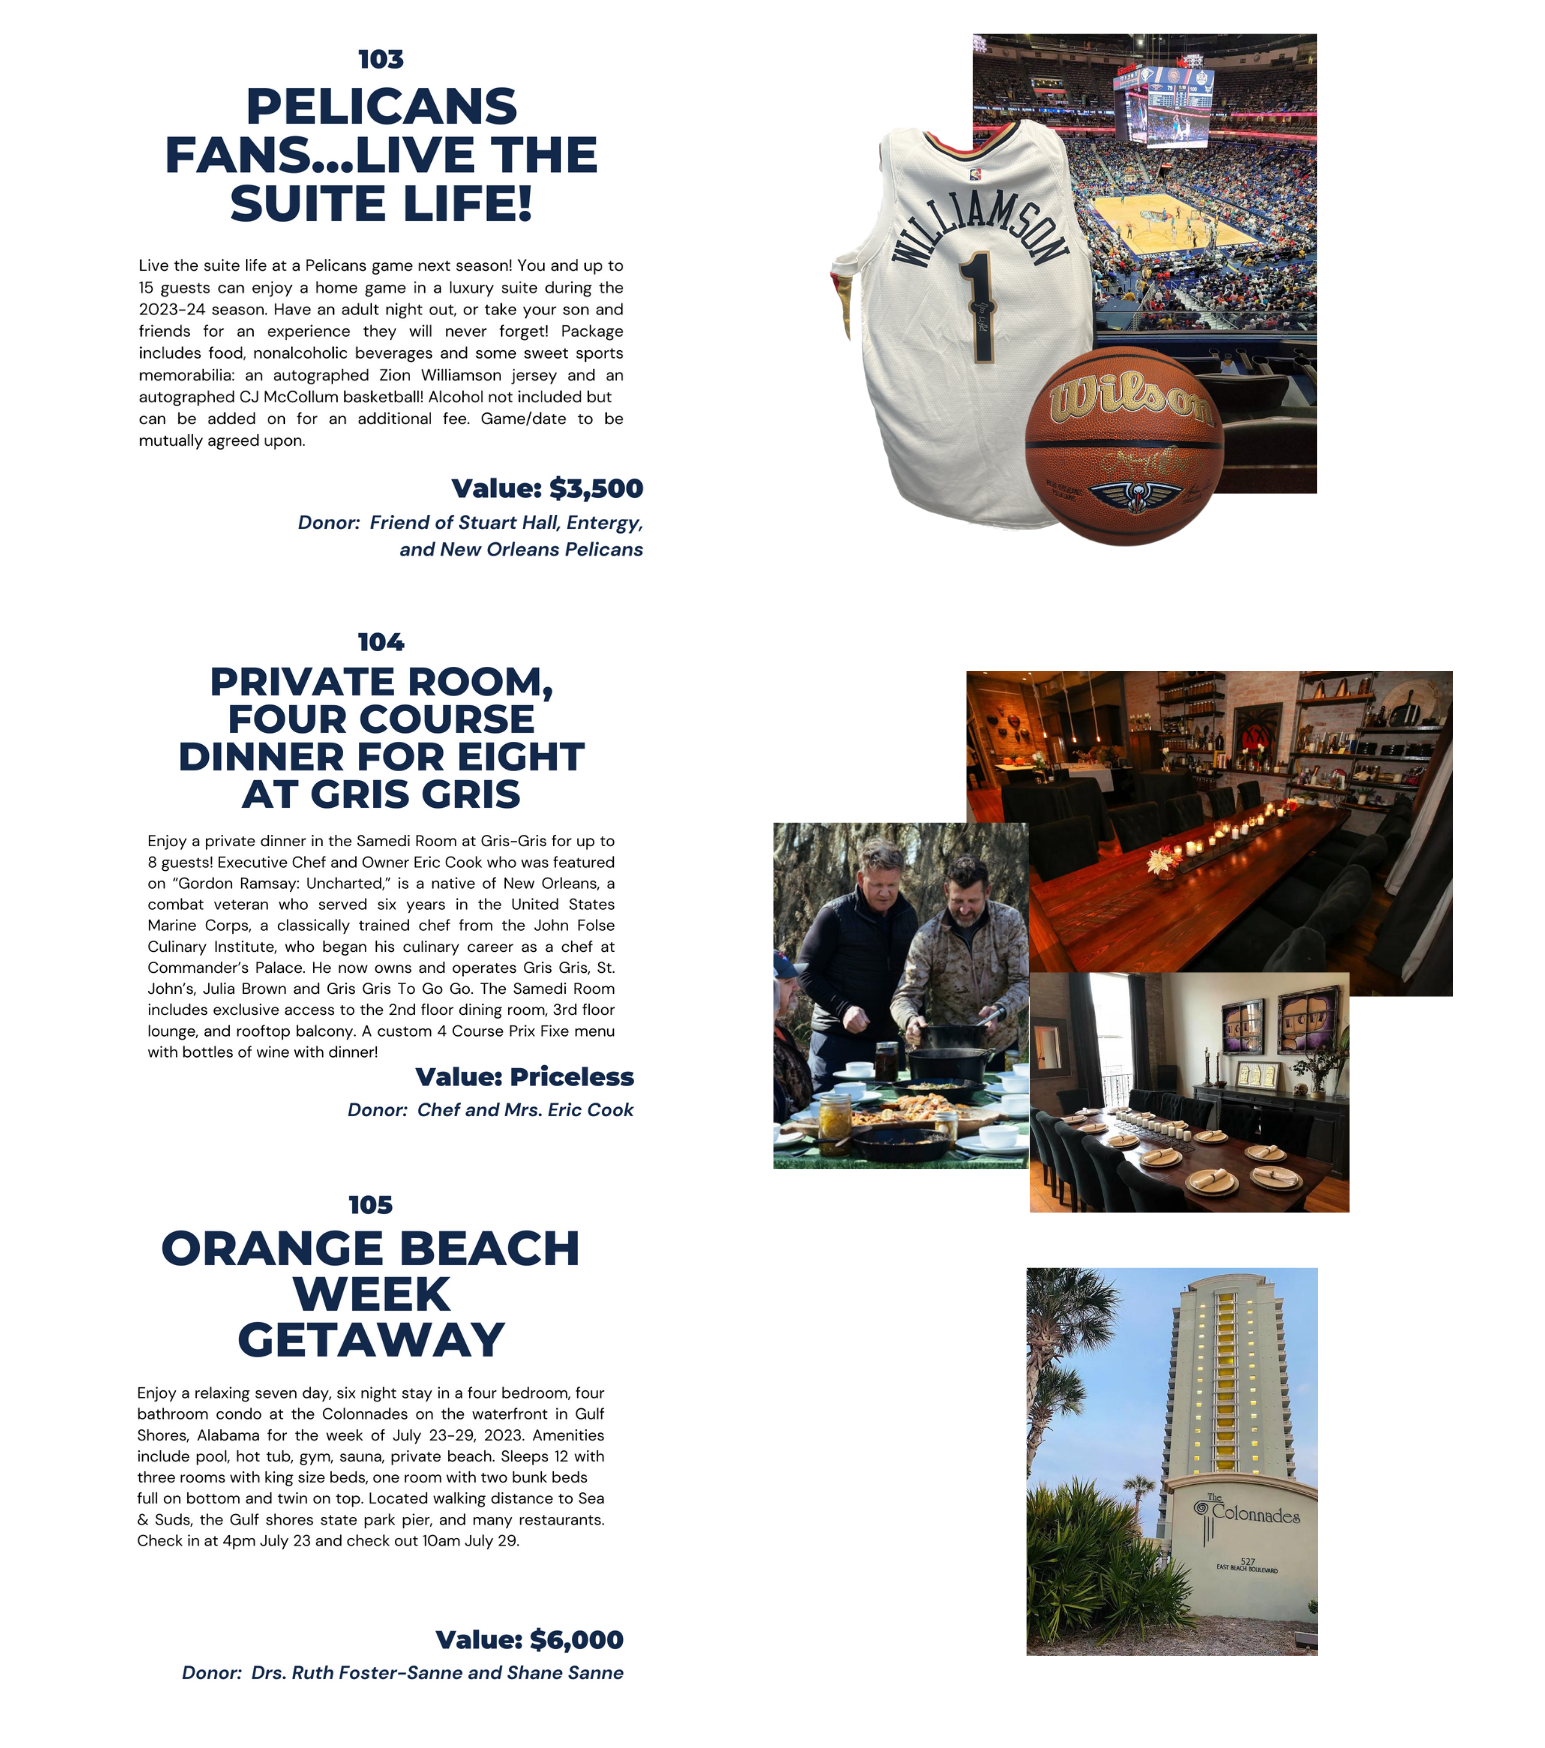 103
PELICANS
FANS...LIVE THE
SUITE LIFE!
Live the suite life at a Pelicans game next season! You and up to
15 guests can enjoy a home game in a luxury suite during the
2023-24 season. Have an adult night out, or take your son and
friends for an experience they will never forget! Package
includes food, nonalcoholic beverages and some sweet sports
memorabilia: an autographed Zion Williamson jersey and an
autographed CJ McCollum basketball! Alcohol not included but
can be added on for an additional fee. Game/date to be
mutually agreed upon.
Value: $3,500
Donor: Friend of Stuart Hall, Entergy,
and New Orleans Pelicans
WILLIAMSON
1
Wilson
104
PRIVATE ROOM,
FOUR COURSE
DINNER FOR EIGHT
AT GRIS GRIS
Enjoy a private dinner in the Samedi Room at Gris-Gris for up to
8 guests! Executive Chef and Owner Eric Cook who was featured
on “Gordon Ramsay: Uncharted,” is a native of New Orleans, a
combat veteran who served six years in the United States
Marine Corps, a classically trained chef from the John Folse
Culinary Institute, who began his culinary career as a chef at
Commander’s Palace. He now owns and operates Gris Gris, St.
John’s, Julia Brown and Gris Gris To Go Go. The Samedi Room
includes exclusive access to the 2nd floor dining room, 3rd floor
lounge, and rooftop balcony. A custom 4 Course Prix Fixe menu
with bottles of wine with dinner!
Value: Priceless
Donor: Chef and Mrs. Eric Cook
105
ORANGE BEACH
WEEK
GETAWAY
Enjoy a relaxing seven day, six night stay in a four bedroom, four
bathroom condo at the Colonnades on the waterfront in Gulf
Shores, Alabama for the week of July 23-29, 2023. Amenities
include pool, hot tub, gym, sauna, private beach. Sleeps 12 with
three rooms with king size beds, one room with two bunk beds
full on bottom and twin on top. Located walking distance to Sea
& Suds, the Gulf shores state park pier, and many restaurants.
Check in at 4pm July 23 and check out 10am July 29.
Value: $6,000
Donor: Drs. Ruth Foster-Sanne and Shane Sanne
The
Colonnades
527
EAST BEACH BOULEVARD